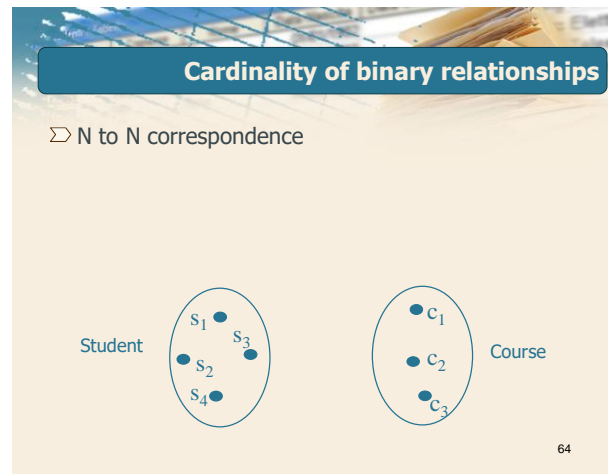 Cardinality of binary relationships
N to N correspondence
Student
s1
s3
s2
s4
c1
c2
c3
Course
64